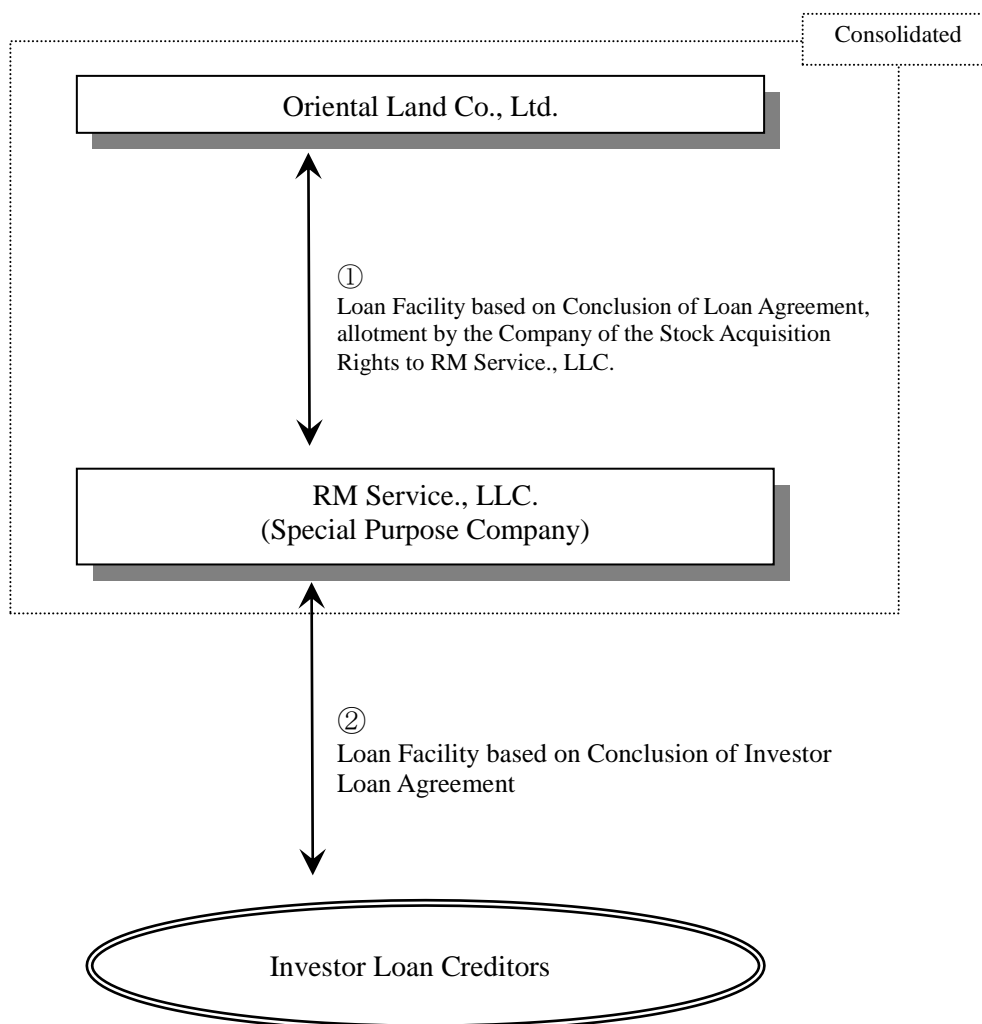 Consolidated
Oriental Land Co., Ltd.
①
Loan Facility based on Conclusion of Loan Agreement,
allotment by the Company of the Stock Acquisition
Rights to RM Service., LLC.
RM Service., LLC.
(Special Purpose Company)
②
Loan Facility based on Conclusion of Investor
Loan Agreement
Investor Loan Creditors